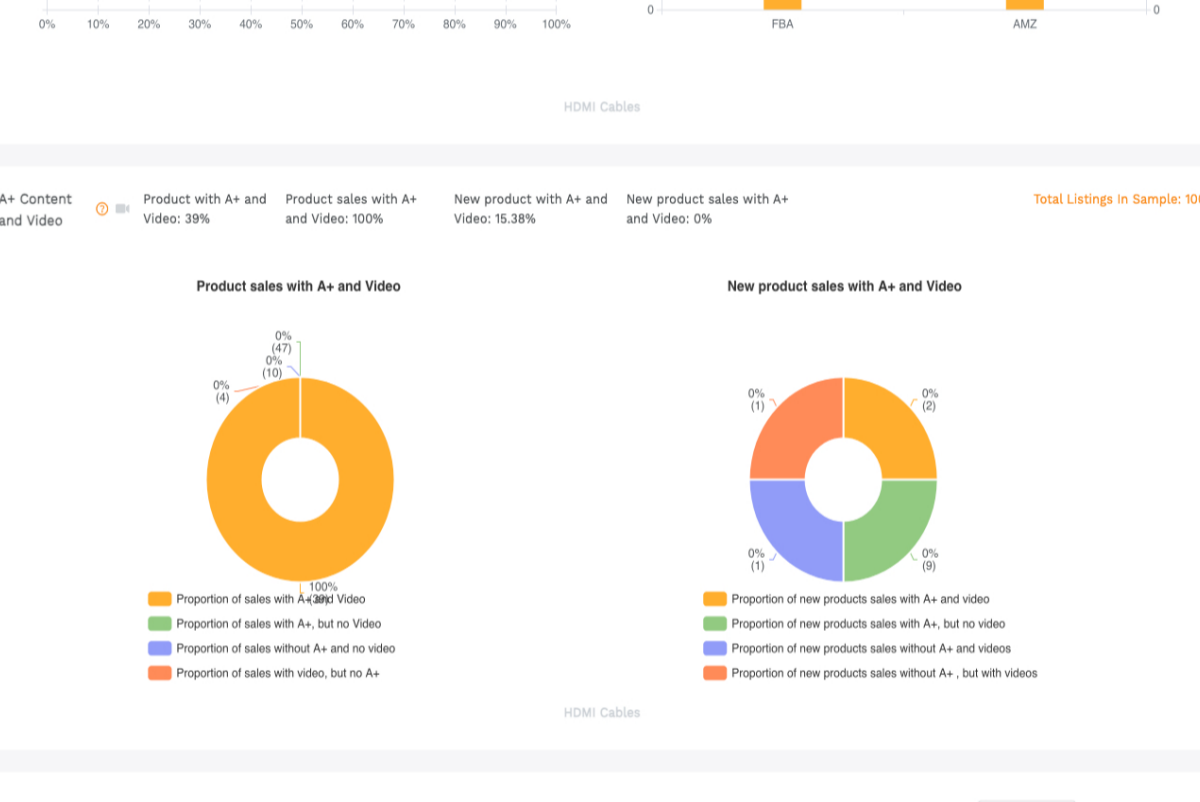 0% 10% 20% 30% 40% 50% 60% 70% 80% 90% 100%
0 0
FBA AMZ
HDMI Cables
A+ Content
and Video
Product with A+ and
Video: 39%
Product sales with A+
and Video: 100%
New product with A+ and
Video: 15.38%
New product sales with A+
and Video: 0%
Total Listings In Sample: 10
Product sales with A+ and Video
0%
(47)
0%
(10)
0%
(4)
100%
(39)
Proportion of sales with A+ and Video
Proportion of sales with A+, but no Video
Proportion of sales without A+ and no video
Proportion of sales with video, but no A+
New product sales with A+ and Video
0%
(1)
0%
(2)
0%
(1)
0%
(9)
Proportion of new products sales with A+ and video
Proportion of new products sales with A+, but no video
Proportion of new products sales without A+ and videos
Proportion of new products sales without A+ , but with videos
HDMI Cables